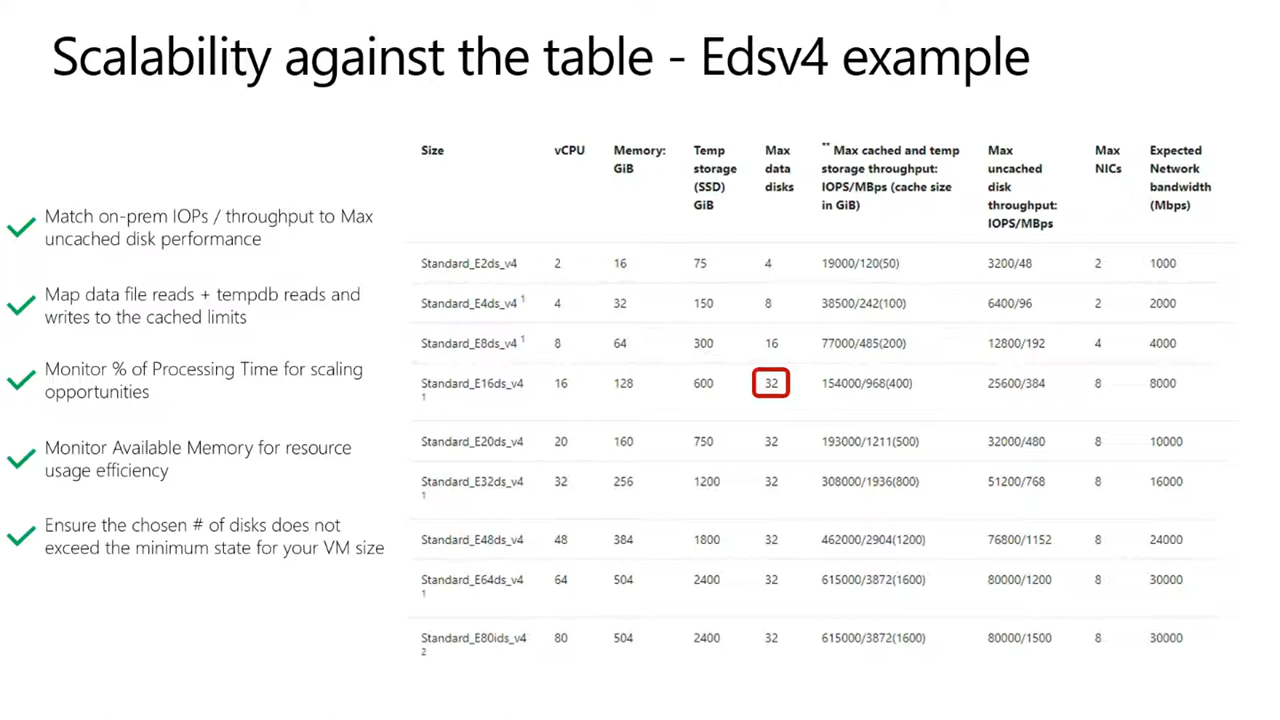 Scalability against the table - Edsv4 example
Match on-prem IOPs / throughput to Max
uncached disk performance
Map data file reads + tempdb reads and
writes to the cached limits
Monitor % of Processing Time for scaling
opportunities
Monitor Available Memory for resource
usage efficiency
Ensure the chosen # of disks does not
exceed the minimum state for your VM size
Size vCPU Memory: GiB Temp storage (SSD) GiB Max data disks ** Max cached and temp storage throughput: IOPS/MBps (cache size in GiB) Max uncached disk throughput: IOPS/MBps Max NICs Expected Network bandwidth (Mbps)
Standard_E2ds_v4 2 16 75 4 19000/120(50) 3200/48 2 1000
Standard_E4ds_v4 1 4 32 150 8 38500/242(100) 6400/96 2 2000
Standard_E8ds_v4 1 8 64 300 16 77000/485(200) 12800/192 4 4000
Standard_E16ds_v4 1 16 128 600 32 154000/968(400) 25600/384 8 8000
Standard_E20ds_v4 20 160 750 32 193000/1211(500) 32000/480 8 10000
Standard_E32ds_v4 1 32 256 1200 32 308000/1936(800) 51200/768 8 16000
Standard_E48ds_v4 48 384 1800 32 462000/2904(1200) 76800/1152 8 24000
Standard_E64ds_v4 1 64 504 2400 32 615000/3872(1600) 80000/1200 8 30000
Standard_E80ids_v4 2 80 504 2400 32 615000/3872(1600) 80000/1500 8 30000